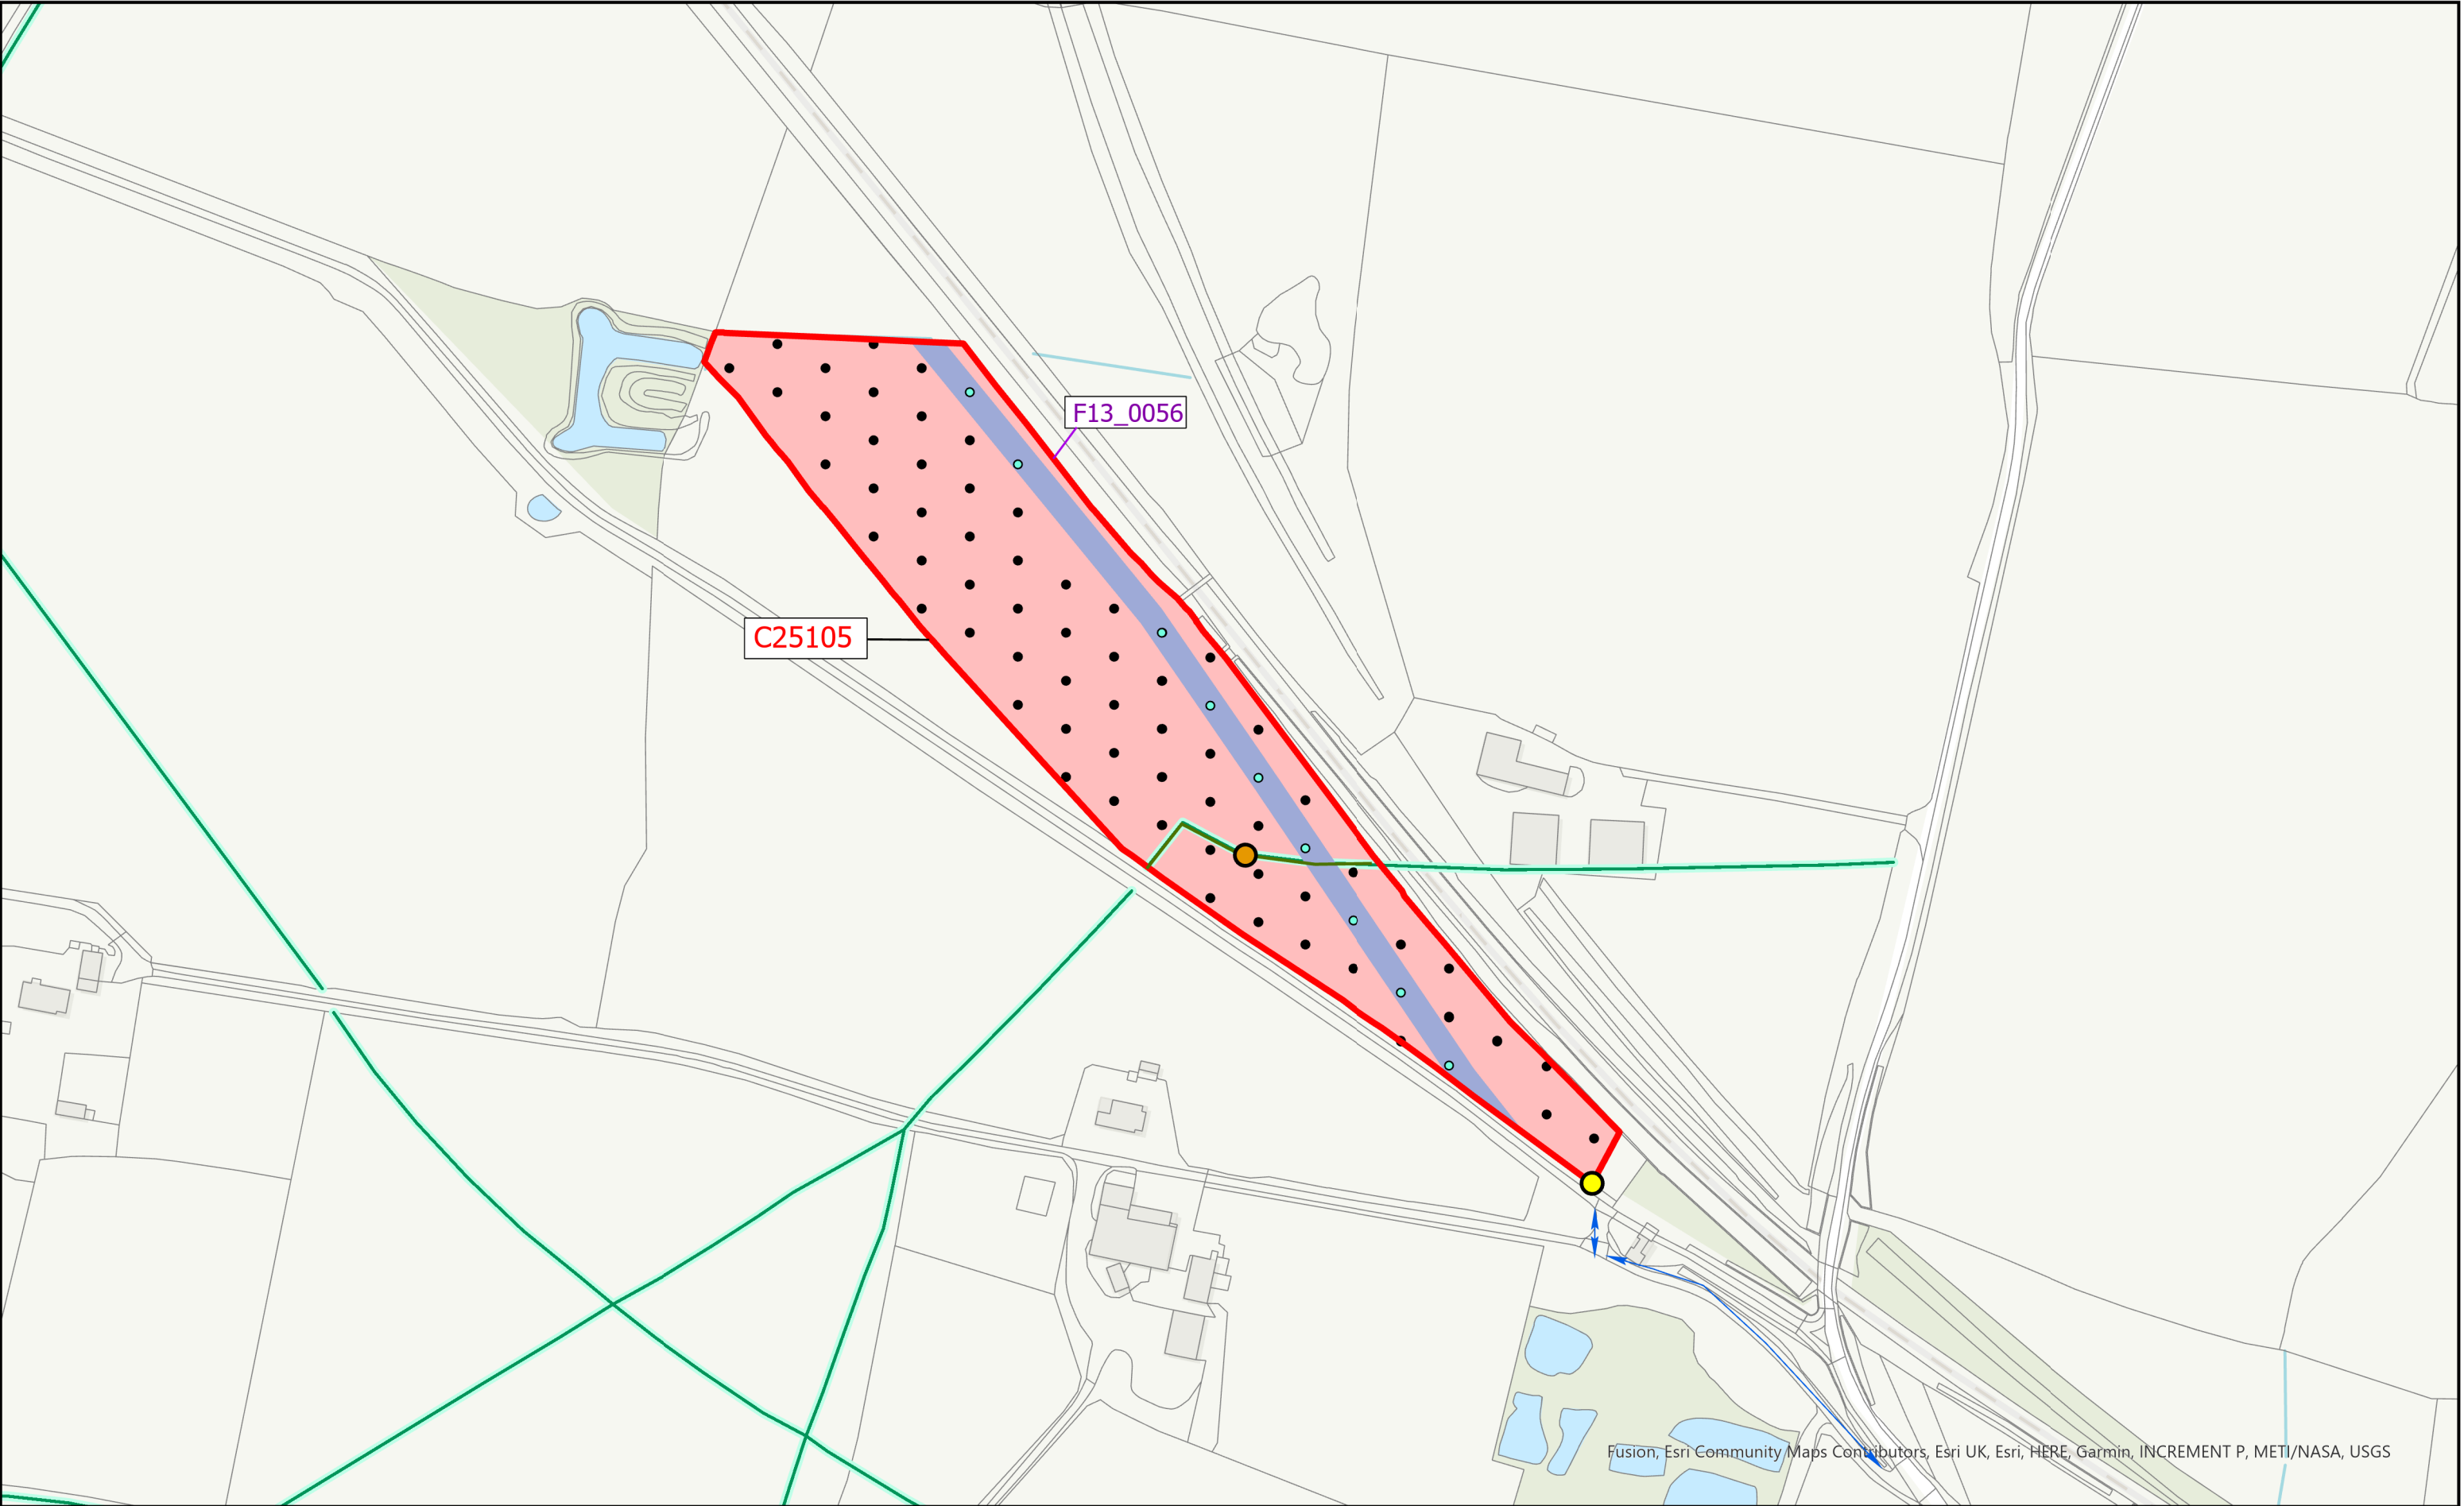 F13_0056
C25105
Fusion, Esri Community Maps Contributors, Esri UK, Esri, HERE, Garmin, INCREMENT P, METI/NASA, USGS